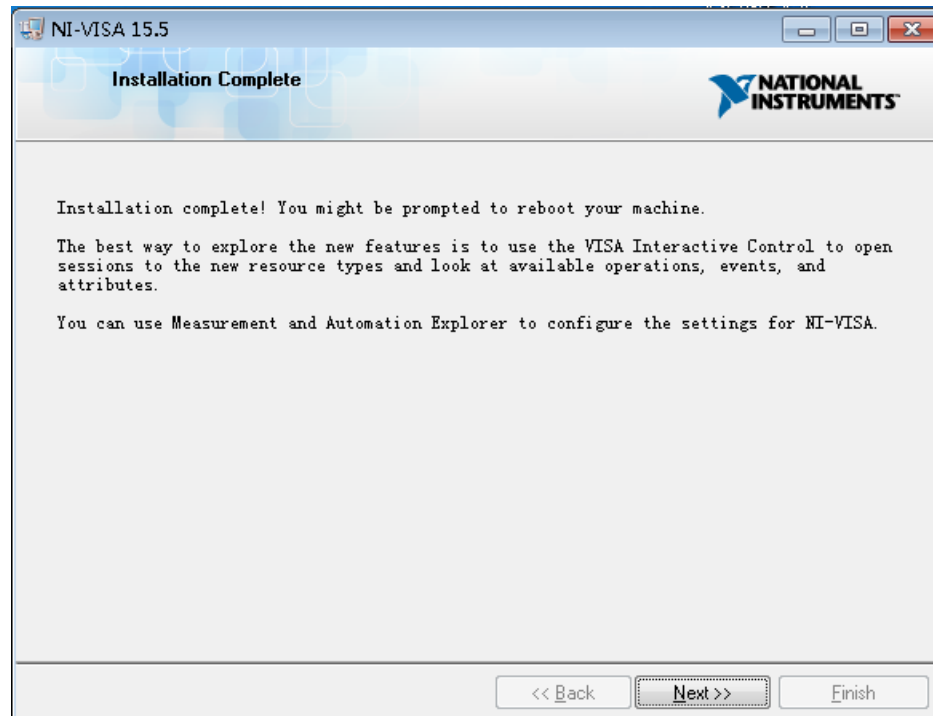 NI-VISA 15.5
Installation Complete
NATIONAL
INSTRUMENTS™
Installation complete! You might be prompted to reboot your machine.
The best way to explore the new features is to use the VISA Interactive Control to open
sessions to the new resource types and look at available operations, events, and
attributes.
You can use Measurement and Automation Explorer to configure the settings for NI-VISA.
<< Back
Next >>
Finish